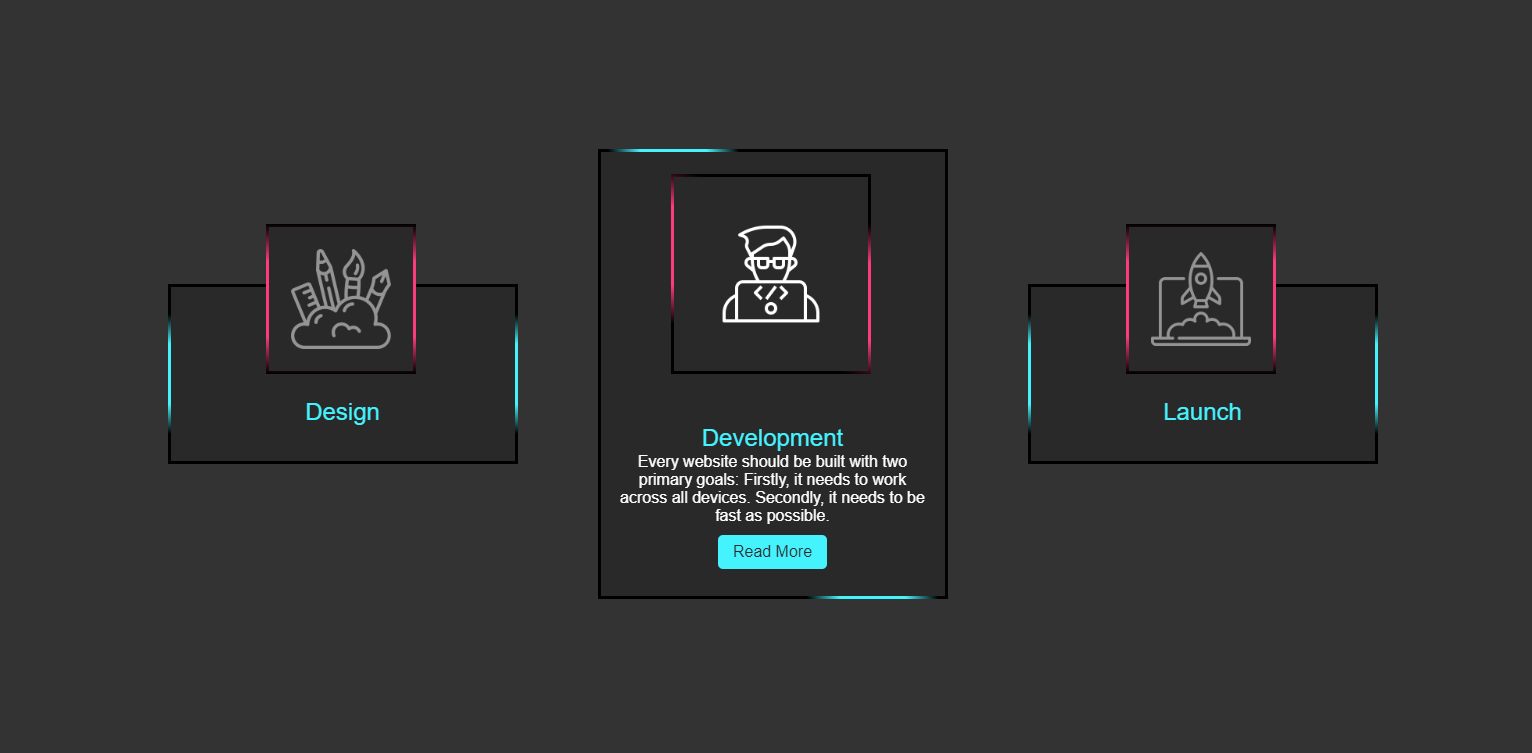 Design
Development
Every website should be built with two
primary goals: Firstly, it needs to work
across all devices. Secondly, it needs to be
fast as possible.
Read More
Launch